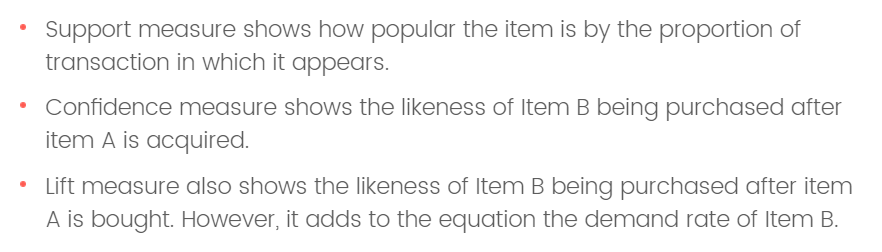 • Support measure shows how popular the item is by the proportion of
transaction in which it appears.
• Confidence measure shows the likeness of Item B being purchased after
item A is acquired.
• Lift measure also shows the likeness of Item B being purchased after item
A is bought. However, it adds to the equation the demand rate of Item B.